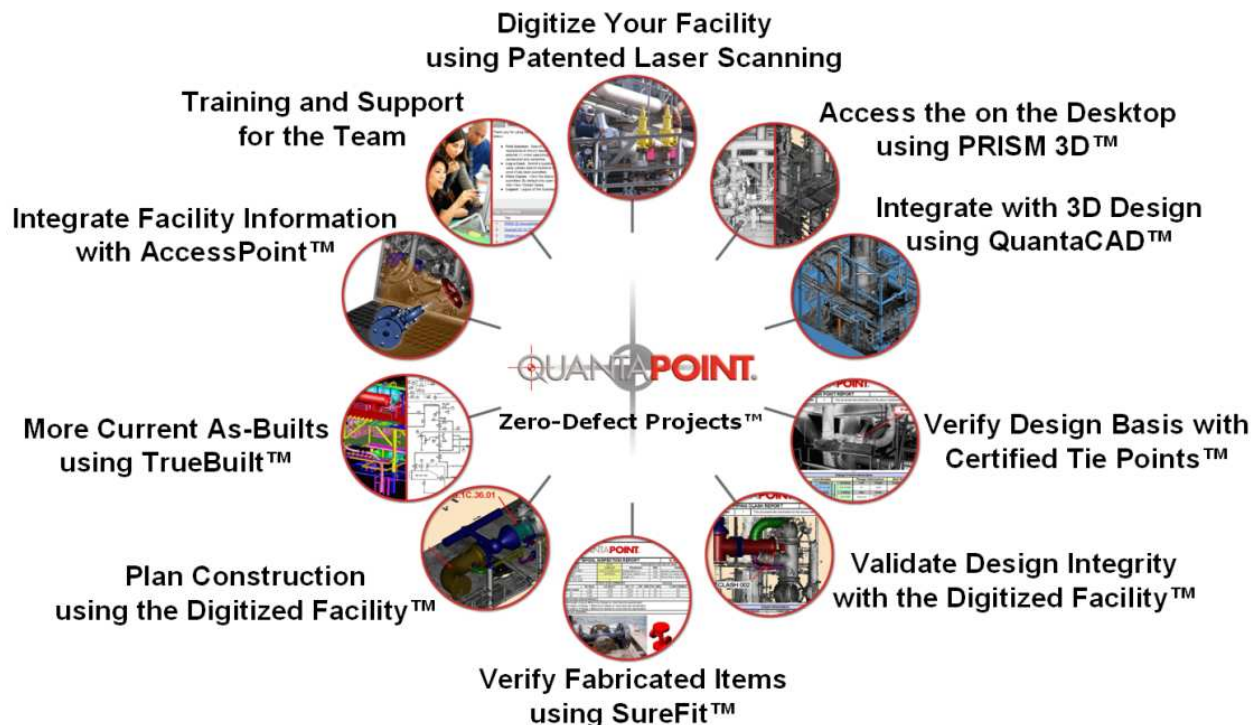 Digitize Your Facility
using Patented Laser Scanning
Access the on the Desktop
using PRISM 3D™
Integrate with 3D Design
using QuantaCAD™
Verify Design Basis with
Certified Tie Points™
Validate Design Integrity
with the Digitized Facility™
Verify Fabricated Items
using SureFit™
Plan Construction
using the Digitized Facility™
More Current As-Builts
using TrueBuilt™
Integrate Facility Information
with AccessPoint™
Training and Support
for the Team
QUANTAPOINT.
Zero-Defect Projects™
CLASH 002